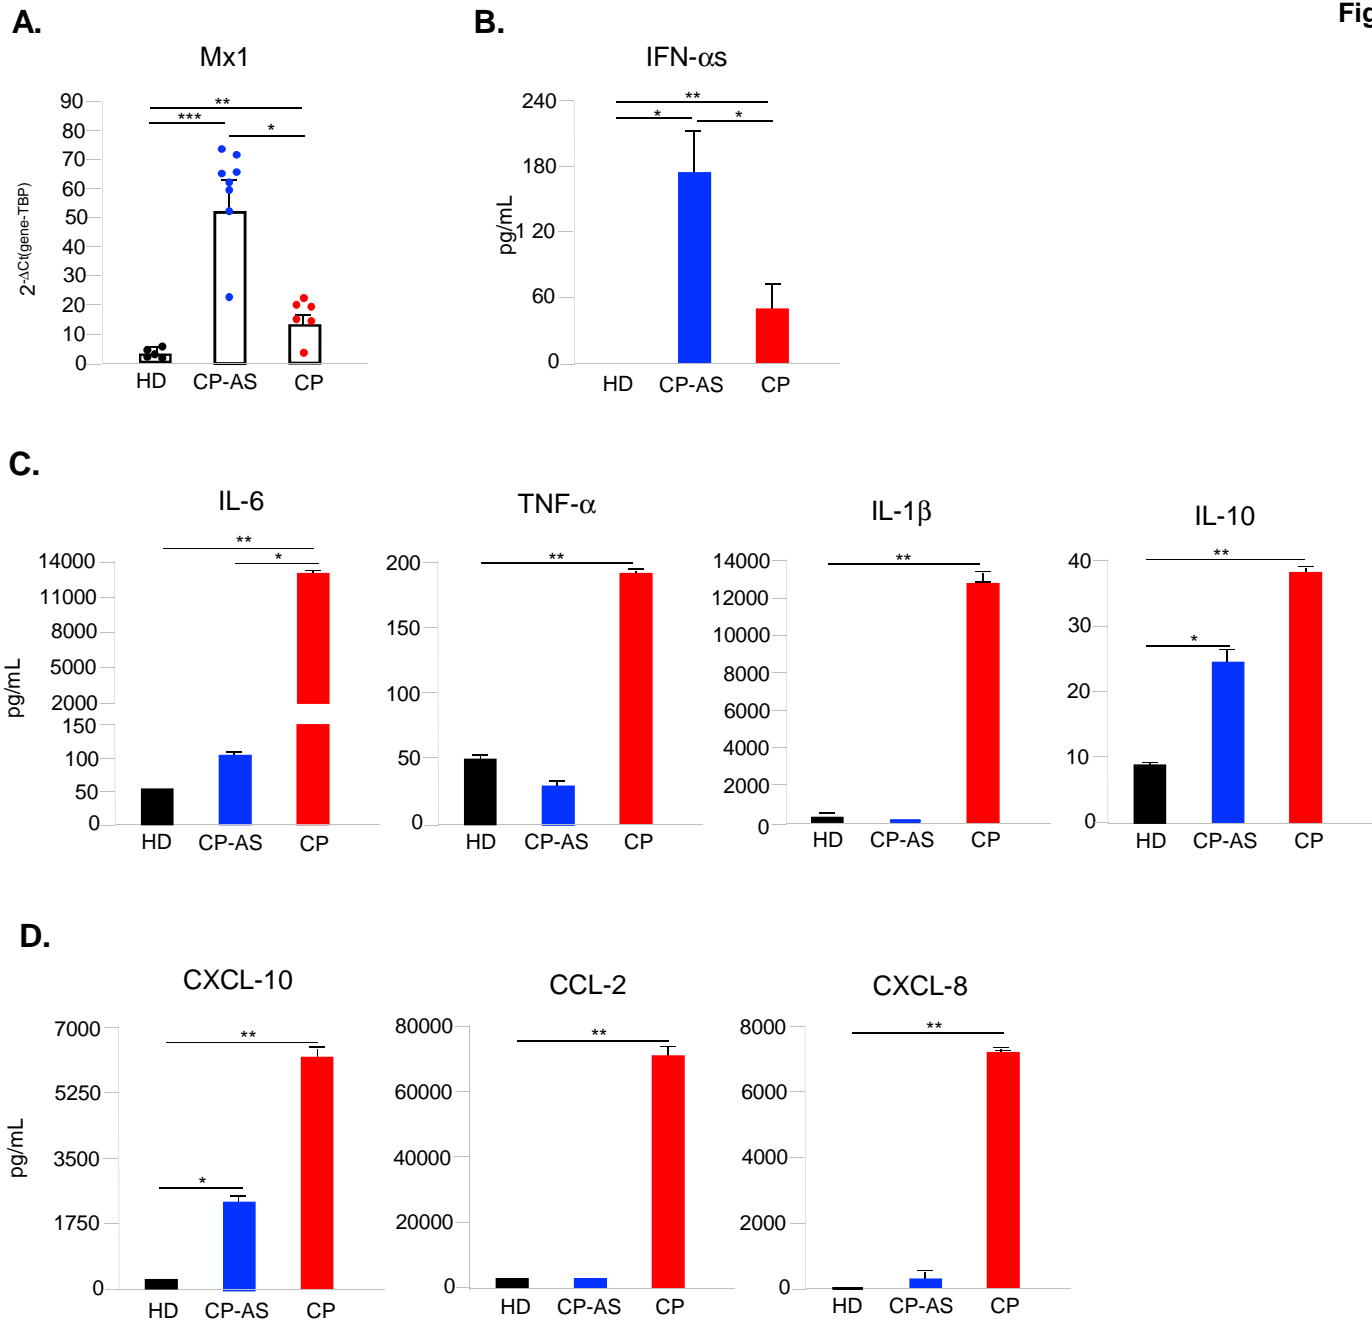 Fig
A.
Mx1
2-ΔCt(gene-TBP)
90
80
70
60
50
40
30
20
10
0
**
***
*
HD CP-AS CP
B.
IFN-αs
pg/mL
240
180
1 20
60
0
**
* *
HD CP-AS CP
C.
pg/mL
IL-6
14000
11000
8000
5000
2000
150
100
50
0
**
*
HD CP-AS CP
TNF-α
200
150
100
50
0
**
HD CP-AS CP
IL-1β
14000
12000
10000
8000
6000
4000
2000
0
**
HD CP-AS CP
IL-10
40
30
20
10
0
**
*
HD CP-AS CP
D.
pg/mL
CXCL-10
7000
5250
3500
1750
0
**
*
HD CP-AS CP
CCL-2
80000
60000
40000
20000
0
**
HD CP-AS CP
CXCL-8
8000
6000
4000
2000
0
**
HD CP-AS CP